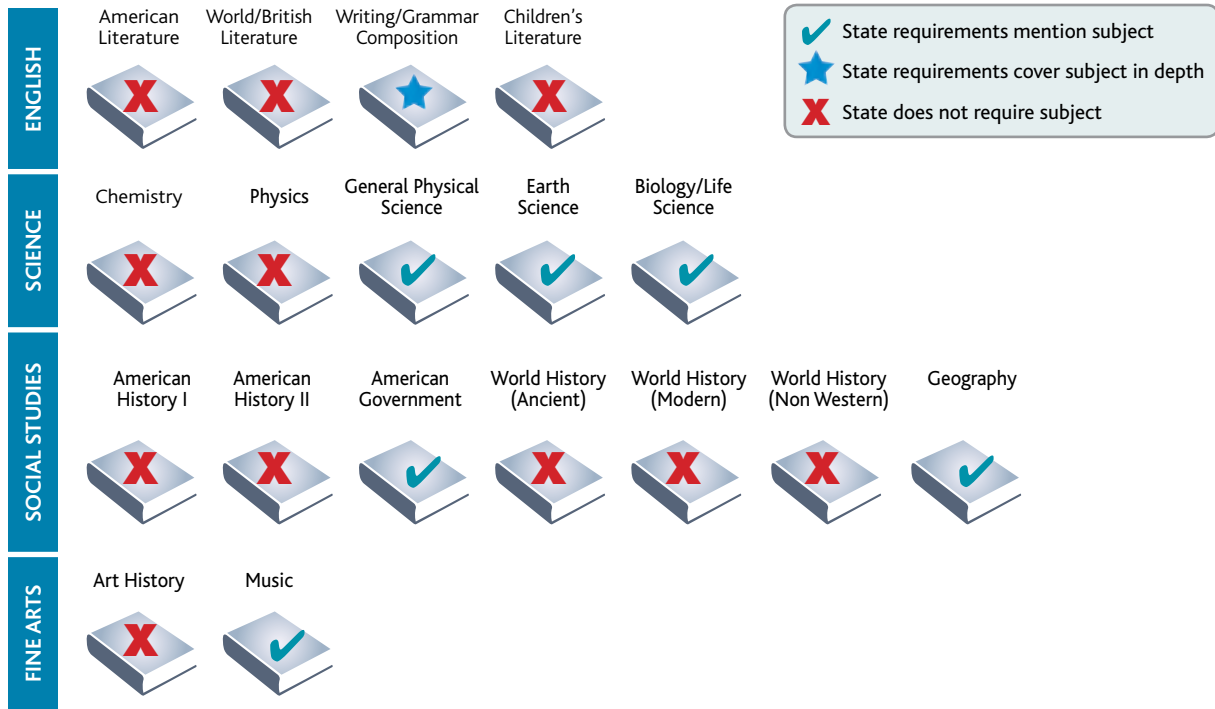 ENGLISH
American
Literature
World/British
Literature
Writing/Grammar
Composition
Children's
Literature
State requirements mention subject
State requirements cover subject in depth
State does not require subject
SCIENCE
Chemistry
Physics
General Physical
Science
Earth
Science
Biology/Life
Science
SOCIAL STUDIES
American
History I
American
History II
American
Government
World History
(Ancient)
World History
(Modern)
World History
(Non Western)
Geography
FINE ARTS
Art History
Music